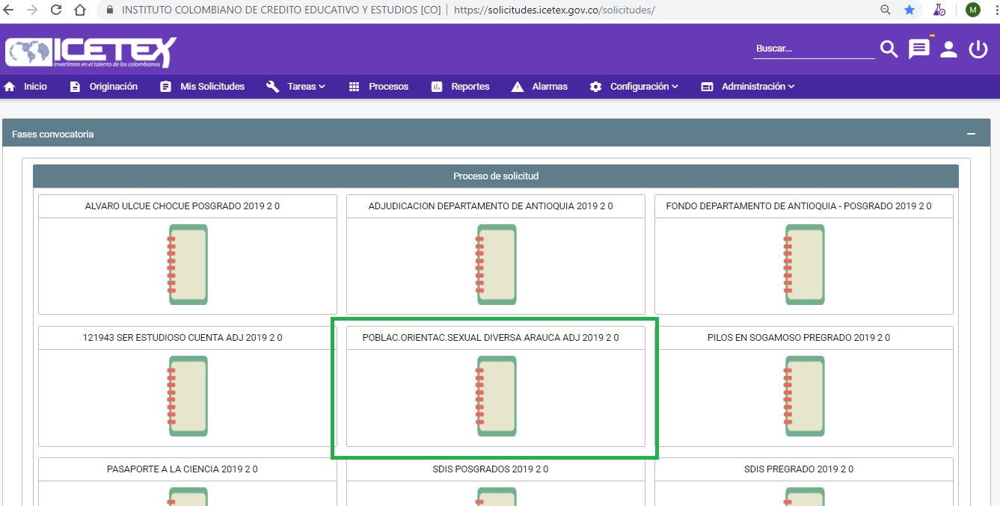 INSTITUTO COLOMBIANO DE CREDITO EDUCATIVO Y ESTUDIOS [CO] | https://solicitudes.icetex.gov.co/solicitudes/
M
ICETEX
Invertimos en el talento de los colombianos
Buscar...
Inicio Originación Mis Solicitudes Tareas Procesos Reportes Alarmas Configuración Administración
Fases convocatoria
Proceso de solicitud
ALVARO ULCUE CHOCUE POSGRADO 2019 2 0
ADJUDICACION DEPARTAMENTO DE ANTIOQUIA 2019 2 0
FONDO DEPARTAMENTO DE ANTIOQUIA - POSGRADO 2019 2 0
121943 SER ESTUDIOSO CUENTA ADJ 2019 2 0
POBLAC.ORIENTAC.SEXUAL DIVERSA ARAUCA ADJ 2019 2 0
PILOS EN SOGAMOSO PREGRADO 2019 2 0
PASAPORTE A LA CIENCIA 2019 2 0
SDIS POSGRADOS 2019 2 0
SDIS PREGRADO 2019 2 0